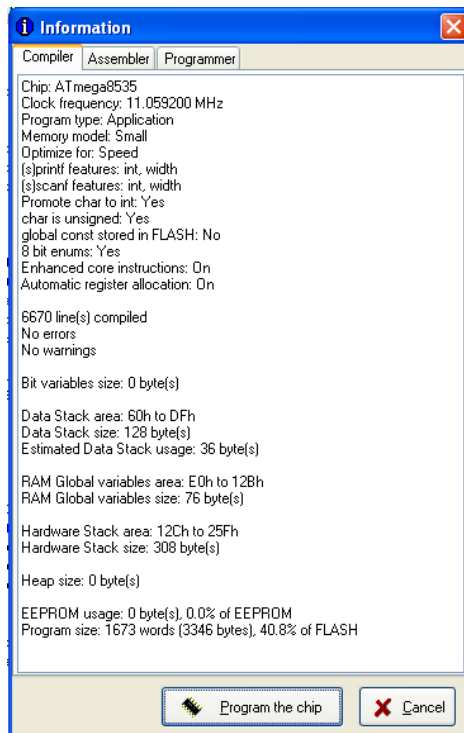 Information
Compiler Assembler Programmer
Chip: ATmega8535
Clock frequency: 11.059200 MHz
Program type: Application
Memory model: Small
Optimize for: Speed
(s)printf features: int, width
(s)scanf features: int, width
Promote char to int: Yes
char is unsigned: Yes
global const stored in FLASH: No
8 bit enums: Yes
Enhanced core instructions: On
Automatic register allocation: On
6670 line(s) compiled
No errors
No warnings
Bit variables size: 0 byte(s)
Data Stack area: 60h to DFh
Data Stack size: 128 byte(s)
Estimated Data Stack usage: 36 byte(s)
RAM Global variables area: E0h to 12Bh
RAM Global variables size: 76 byte(s)
Hardware Stack area: 12Ch to 25Fh
Hardware Stack size: 308 byte(s)
Heap size: 0 byte(s)
EEPROM usage: 0 byte(s), 0.0% of EEPROM
Program size: 1673 words (3346 bytes), 40.8% of FLASH
Program the chip Cancel